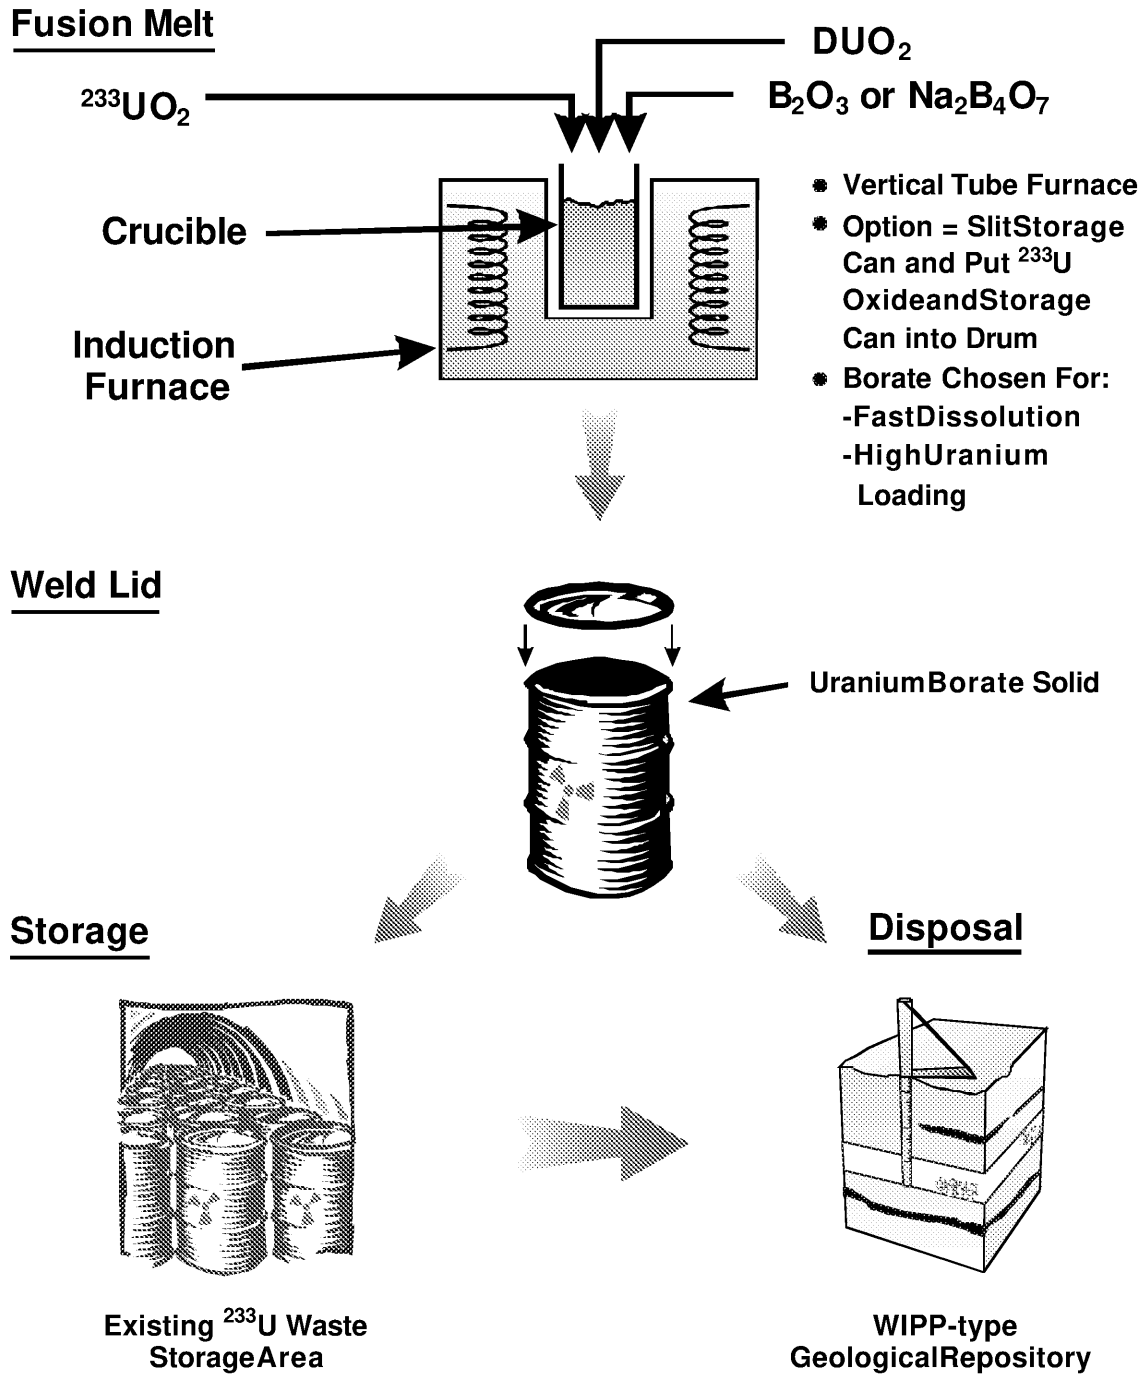 Fusion Melt
DUO₂
²³³UO₂
B₂O₃ or Na₂B₄O₇
Crucible
Induction
Furnace
Vertical Tube Furnace
Option = SlitStorage
Can and Put ²³³U
OxideandStorage
Can into Drum
Borate Chosen For:
-FastDissolution
-HighUranium
Loading
Weld Lid
UraniumBorate Solid
Storage
Disposal
Existing ²³³U Waste
StorageArea
WIPP-type
GeologicalRepository